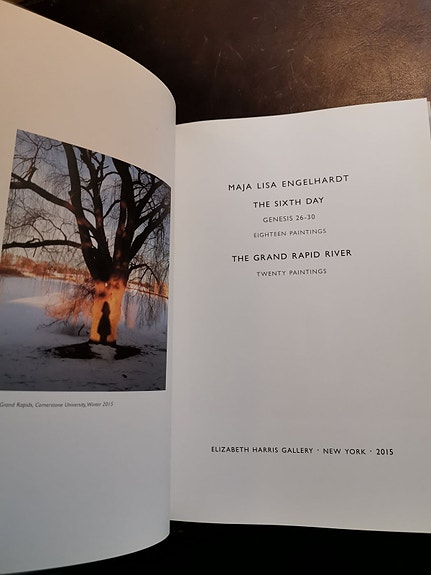 Grand Rapids, Cornerstone University, Winter 2015
MAJA LISA ENGELHARDT
THE SIXTH DAY
GENESIS 26-30
EIGHTEEN PAINTINGS
THE GRAND RAPID RIVER
TWENTY PAINTINGS
ELIZABETH HARRIS GALLERY · NEW YORK · 2015